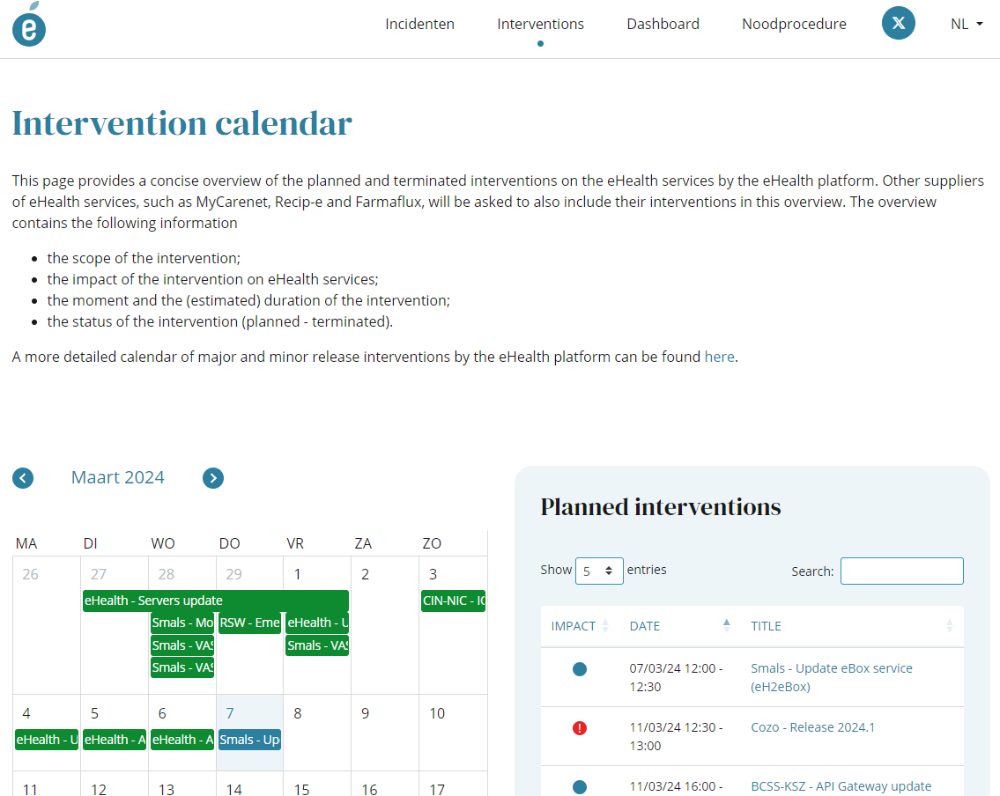 e
Incidenten Interventions Dashboard Noodprocedure X NL
Intervention calendar
This page provides a concise overview of the planned and terminated interventions on the eHealth services by the eHealth platform. Other suppliers
of eHealth services, such as MyCarenet, Recip-e and Farmaflux, will be asked to also include their interventions in this overview. The overview
contains the following information
the scope of the intervention;
the impact of the intervention on eHealth services;
the moment and the (estimated) duration of the intervention;
the status of the intervention (planned - terminated).
A more detailed calendar of major and minor release interventions by the eHealth platform can be found here.
Maart 2024
MA DI WO DO VR ZA ZO
26 27 28 29 1 2 3
eHealth - Servers update CIN-NIC - IC
Smals - Mo RSW - Eme eHealth - U
Smals - VAS Smals - VAS
Smals - VAS
4 5 6 7 8 9 10
eHealth - U eHealth - A eHealth - A Smals - Up
11 12 13 14 15 16 17
Planned interventions
Show 5 entries Search:
IMPACT DATE TITLE
07/03/24 12:00 - Smals - Update eBox service
12:30 (eH2eBox)
! 11/03/24 12:30 - Cozo - Release 2024.1
13:00
11/03/24 16:00 - BCSS-KSZ - API Gateway update